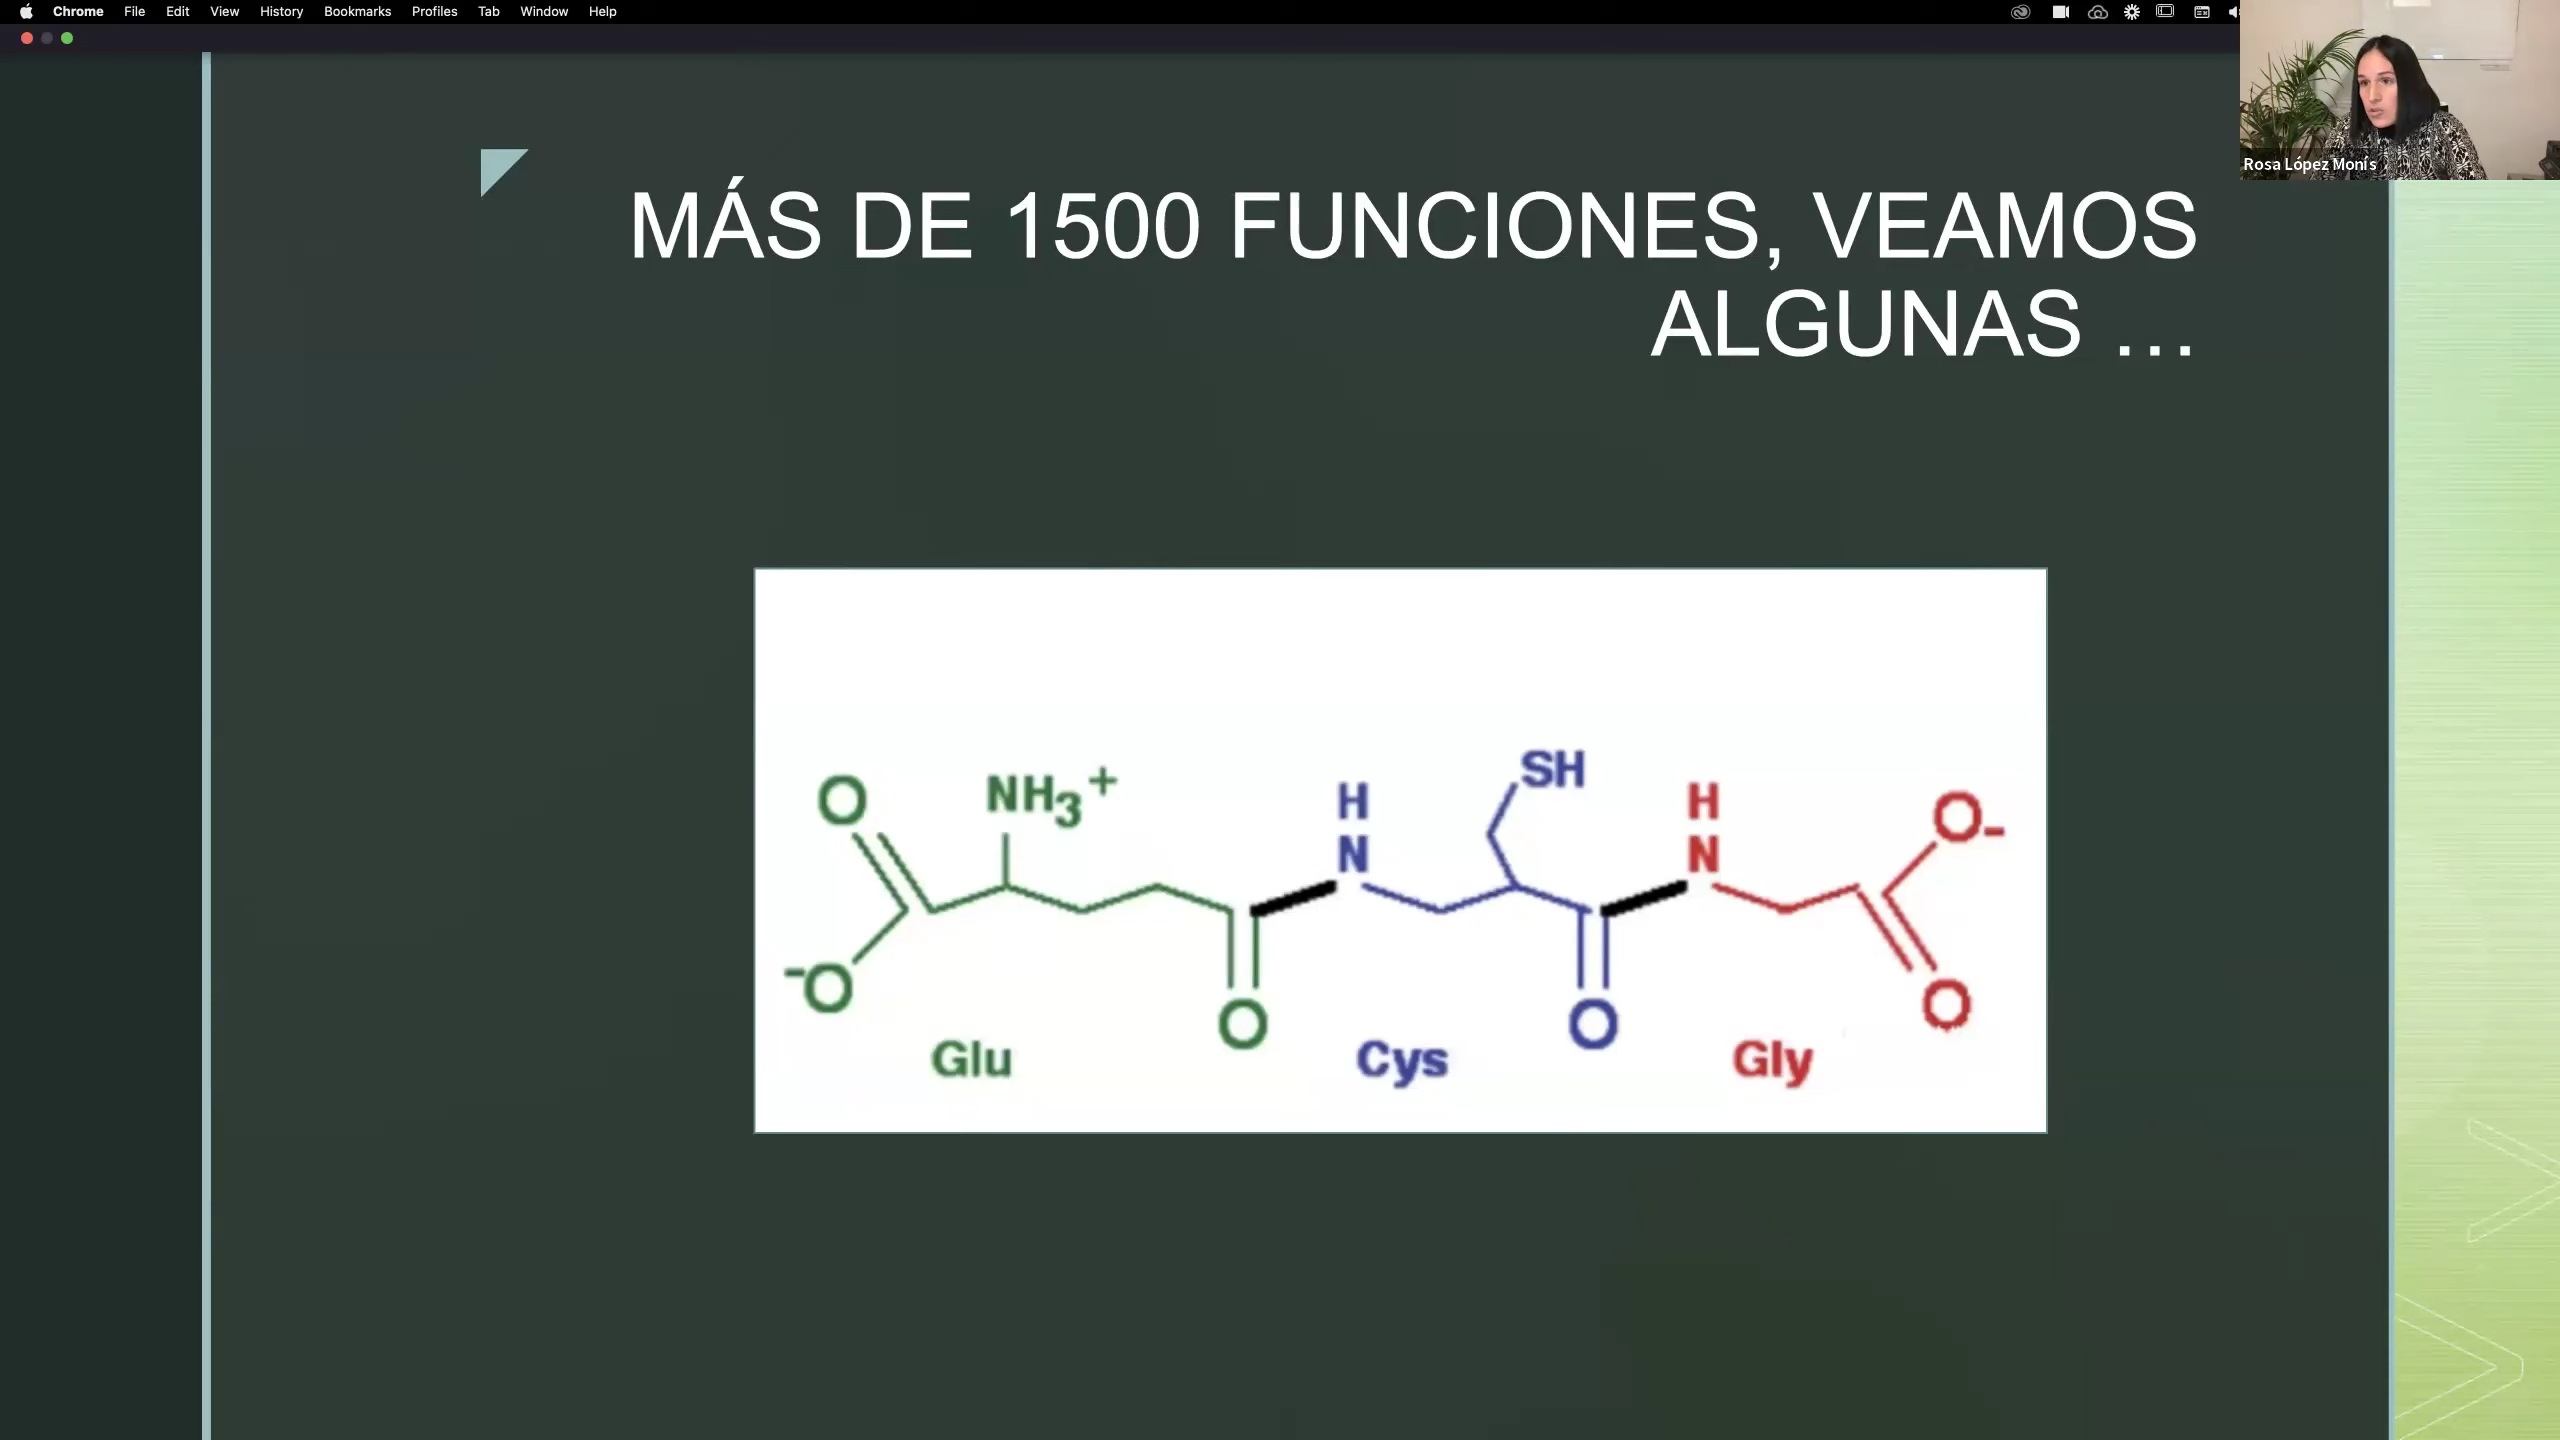 Chrome File Edit View History Bookmarks Profiles Tab Window Help
Rosa López Monís
MÁS DE 1500 FUNCIONES, VEAMOS
ALGUNAS ...
O NH₃⁺ H N SH H N O-
-O O O O
Glu Cys Gly